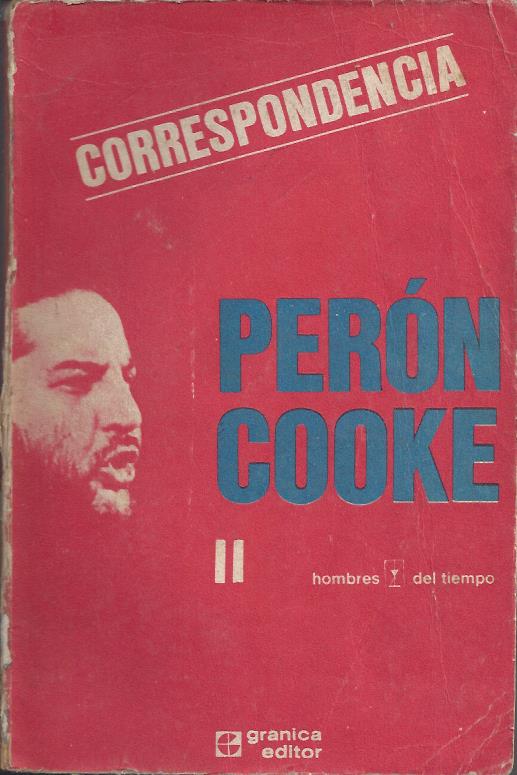 CORRESPONDENCIA
PERÓN
COOKE
II
hombres del tiempo
granica
editor